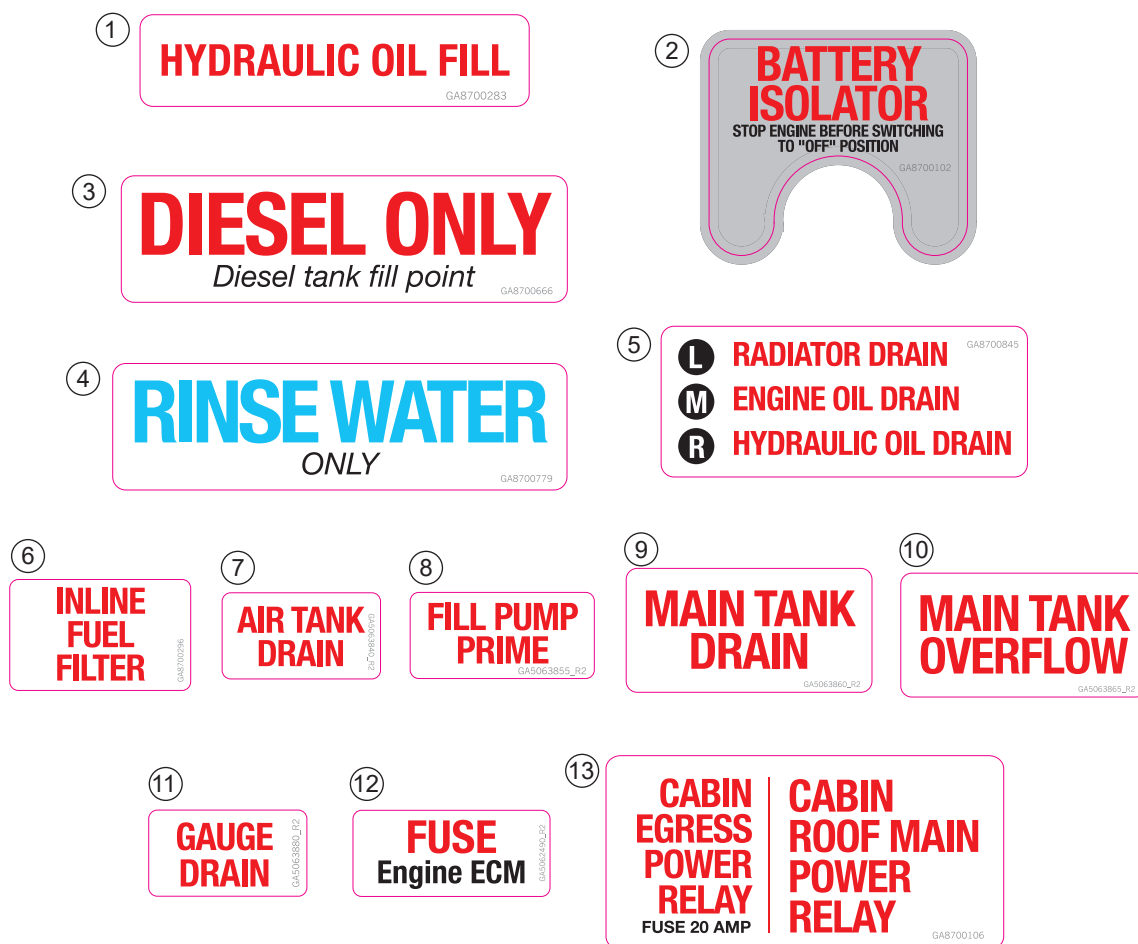 1
HYDRAULIC OIL FILL
GA8700283
2
BATTERY
ISOLATOR
STOP ENGINE BEFORE SWITCHING
TO "OFF" POSITION
GA8700102
3
DIESEL ONLY
Diesel tank fill point
GA8700666
4
RINSE WATER
ONLY
GA8700779
5
L RADIATOR DRAIN
GA8700845
M ENGINE OIL DRAIN
R HYDRAULIC OIL DRAIN
6
INLINE
FUEL
FILTER
GA8700296
7
AIR TANK
DRAIN
GA5063840_R2
8
FILL PUMP
PRIME
GA5063855_R2
9
MAIN TANK
DRAIN
GA5063860_R2
10
MAIN TANK
OVERFLOW
GA5063865_R2
11
GAUGE
DRAIN
GA5063880_R2
12
FUSE
Engine ECM
GA5062490_R2
13
CABIN
EGRESS
POWER
RELAY
FUSE 20 AMP
CABIN
ROOF MAIN
POWER
RELAY
GA8700106